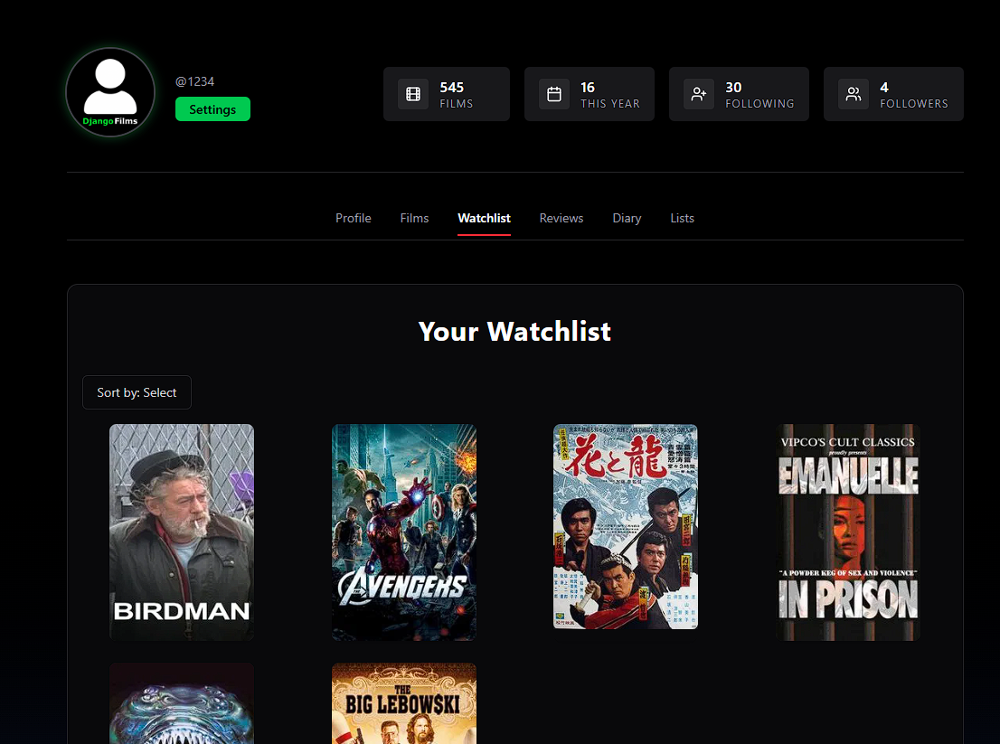 @1234
Settings
DjangoFilms
545
FILMS
16
THIS YEAR
30
FOLLOWING
4
FOLLOWERS
Profile
Films
Watchlist
Reviews
Diary
Lists
Your Watchlist
Sort by: Select
BIRDMAN
THE
AVENGERS
花と龍
VIPCO'S CULT CLASSICS
proudly presents
EMANUELLE
"A POWDER KEG OF SEX AND VIOLENCE"
IN PRISON
THE
BIG LEBOWSKI